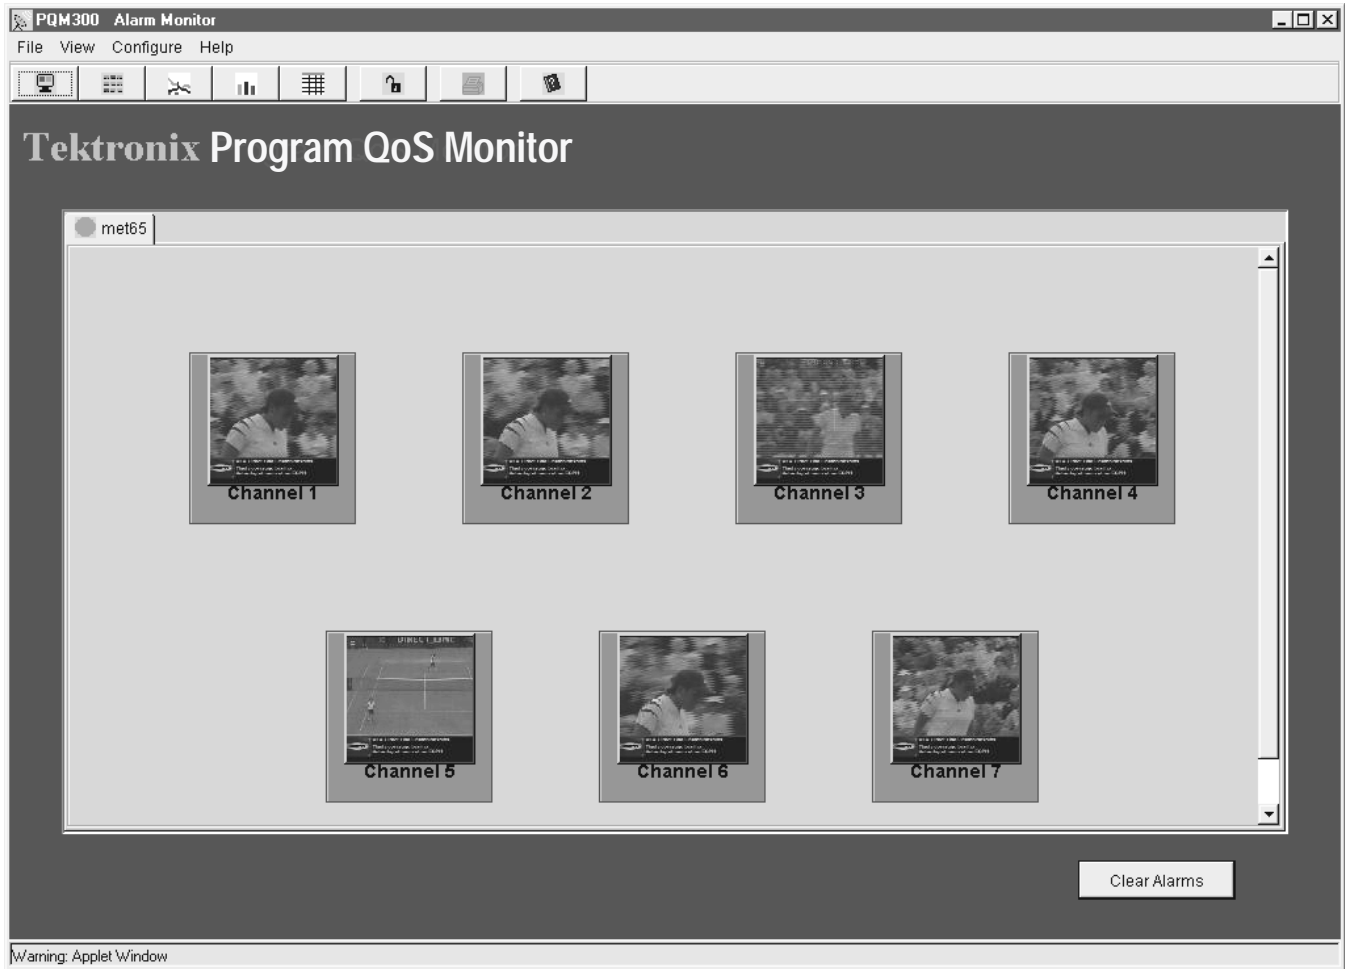 PQM300 Alarm Monitor
File View Configure Help
Tektronix Program QoS Monitor
met65
Channel 1
Channel 2
Channel 3
Channel 4
DIRECT
Channel 5
Channel 6
Channel 7
Clear Alarms
Warning: Applet Window